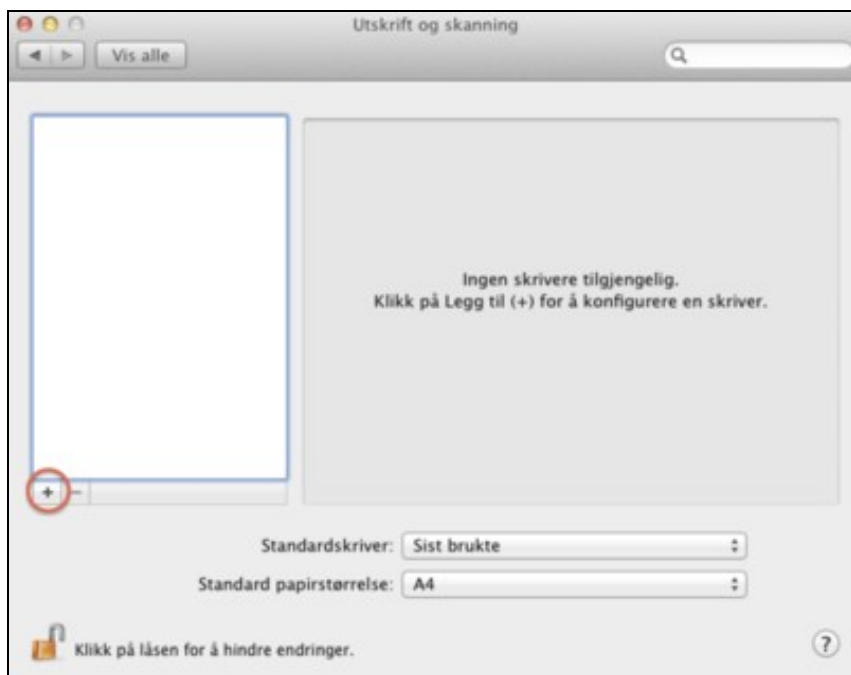 Utskrift og skanning
Vis alle
Ingen skrivere tilgjengelig.
Klikk på Legg til (+) for å konfigurere en skriver.
+ −
Standardskriver: Sist brukte
Standard papirstørrelse: A4
Klikk på låsen for å hindre endringer.
?